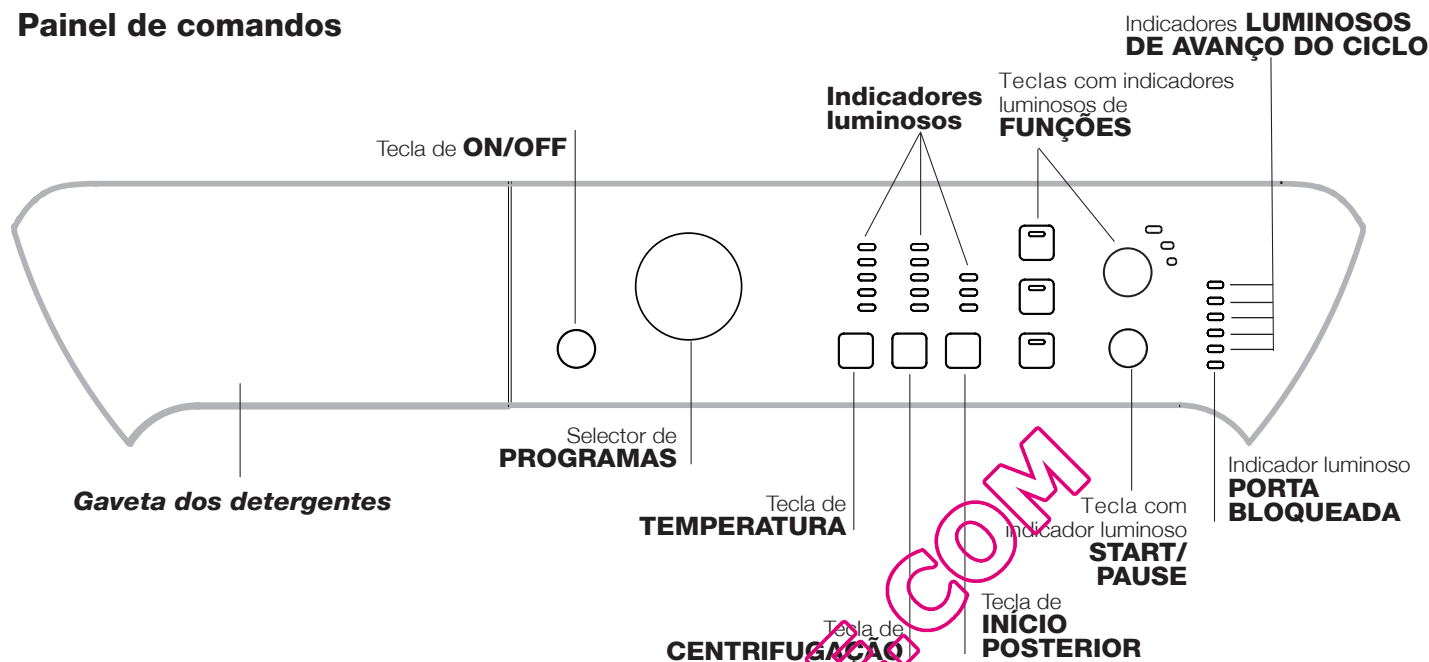 Painel de comandos
Indicadores LUMINOSOS
DE AVANÇO DO CICLO
Indicadores
luminosos
Teclas com indicadores
luminosos de
FUNÇÕES
Tecla de ON/OFF
Selector de
PROGRAMAS
Gaveta dos detergentes
Tecla de
TEMPERATURA
Tecla com
indicador luminoso
START/
PAUSE
Indicador luminoso
PORTA
BLOQUEADA
Tecla de
CENTRIFUGAÇÃO
Tecla de
INÍCIO
POSTERIOR
E.COM